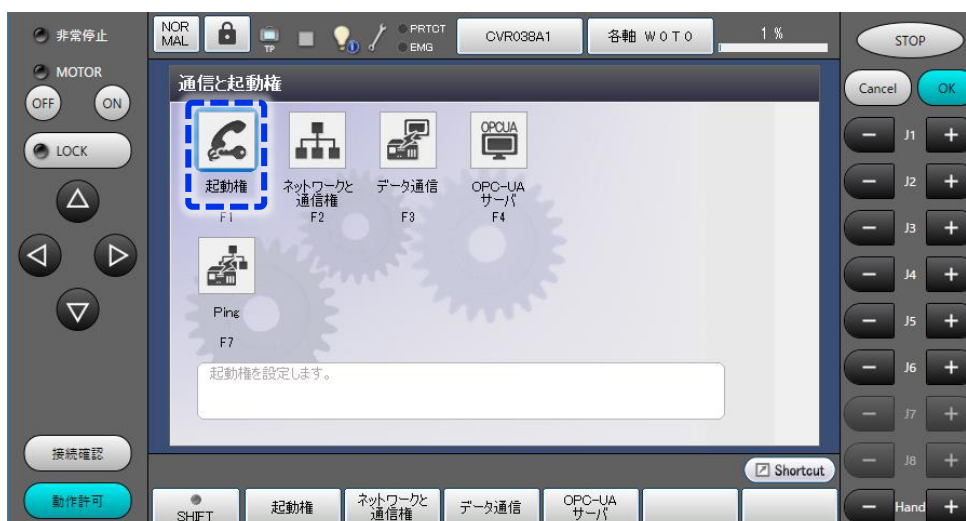 非常停止
MOTOR
OFF
ON
LOCK
接続確認
動作許可
NOR
MAL
TP
0
PRTCT
EMG
CVR038A1
各軸 W0T0
1 %
通信と起動権
起動権
F1
ネットワークと
通信権
F2
データ通信
F3
OPCUA
OPC-UA
サーバ
F4
Ping
F7
起動権を設定します。
Shortcut
SHIFT
起動権
ネットワークと
通信権
データ通信
OPC-UA
サーバ
STOP
Cancel
OK
- J1 +
- J2 +
- J3 +
- J4 +
- J5 +
- J6 +
- J7 +
- J8 +
- Hand +